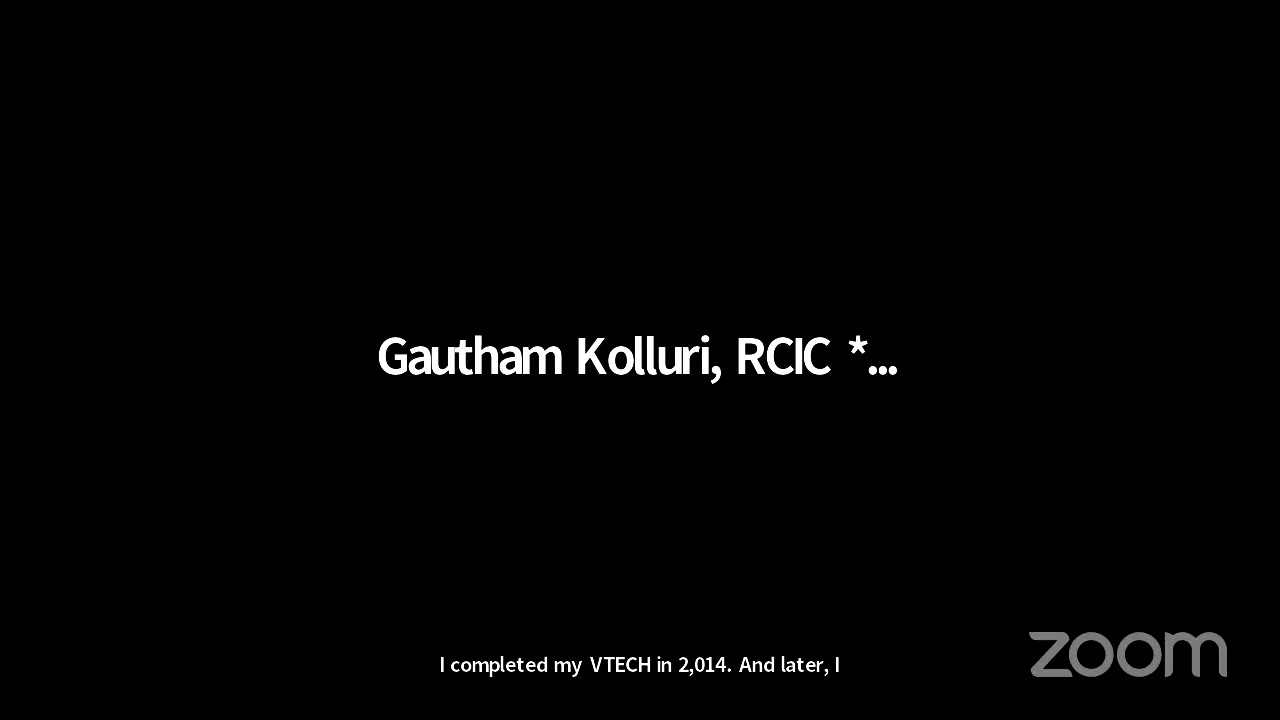 Gautham Kolluri, RCIC *...
I completed my VTECH in 2,014. And later, I
zoom